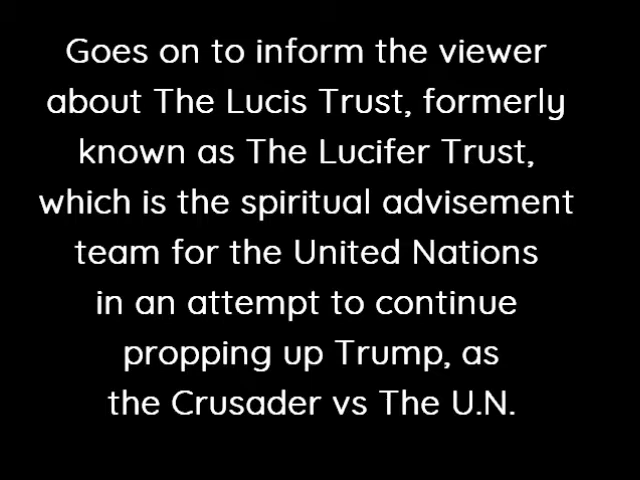 Goes on to inform the viewer
about The Lucis Trust, formerly
known as The Lucifer Trust,
which is the spiritual advisement
team for the United Nations
in an attempt to continue
propping up Trump, as
the Crusader vs The U.N.